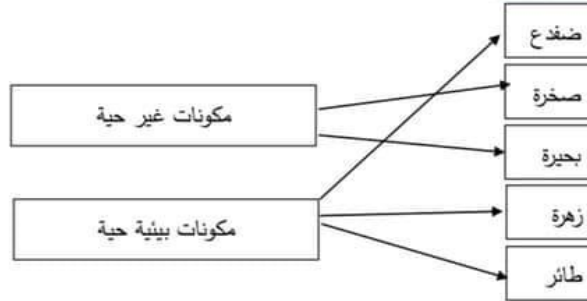 ضفدع
صخرة
بحيرة
زهرة
طائر
مكونات غير حية
مكونات بيئية حية